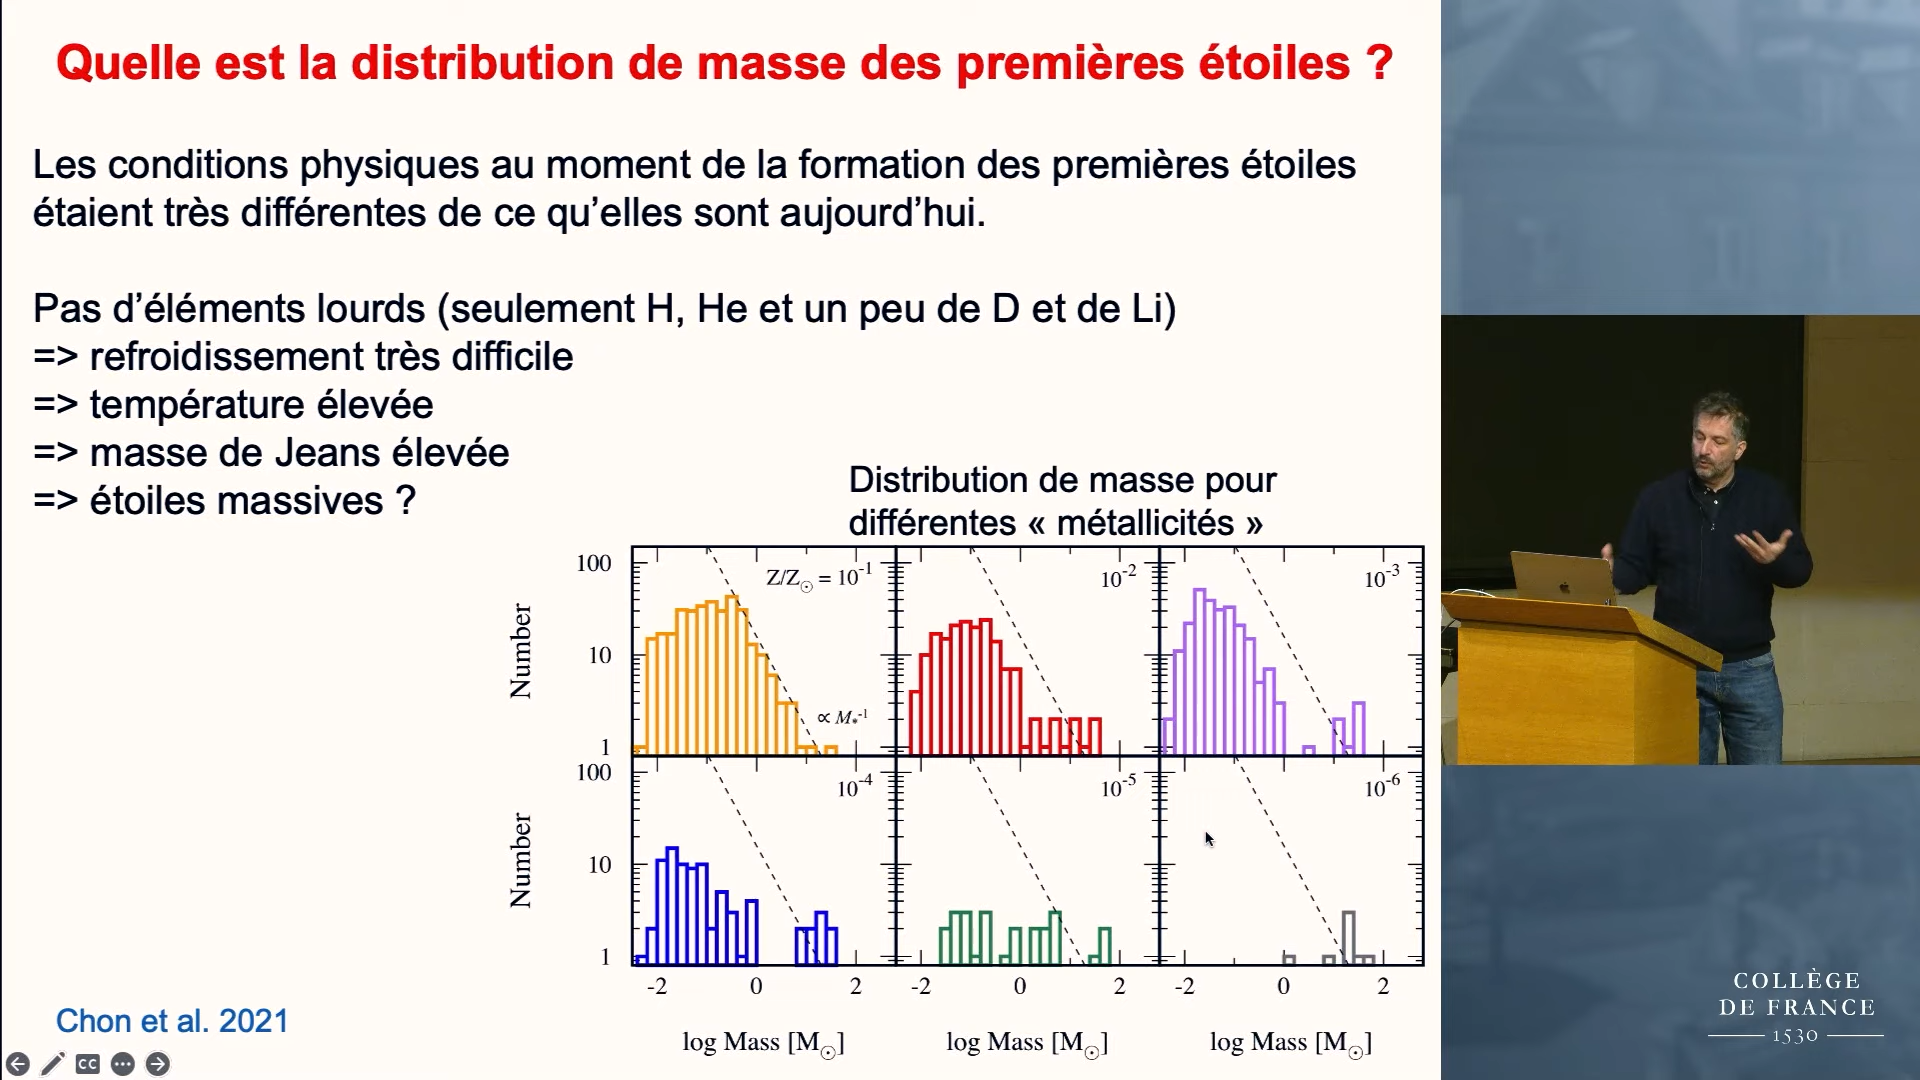 Quelle est la distribution de masse des premières étoiles ?
Les conditions physiques au moment de la formation des premières étoiles
étaient très différentes de ce qu’elles sont aujourd’hui.
Pas d’éléments lourds (seulement H, He et un peu de D et de Li)
=> refroidissement très difficile
=> température élevée
=> masse de Jeans élevée
=> étoiles massives ?
Distribution de masse pour
différentes « métallicités »
100
10
1
Number
Z/Z☉ = 10⁻¹
∝ M*⁻¹
10⁻²
10⁻³
100
10
1
Number
10⁻⁴
10⁻⁵
10⁻⁶
-2 0 2 -2 0 2 -2 0 2
log Mass [M☉] log Mass [M☉] log Mass [M☉]
Chon et al. 2021
CC
COLLÈGE
DE FRANCE
1530